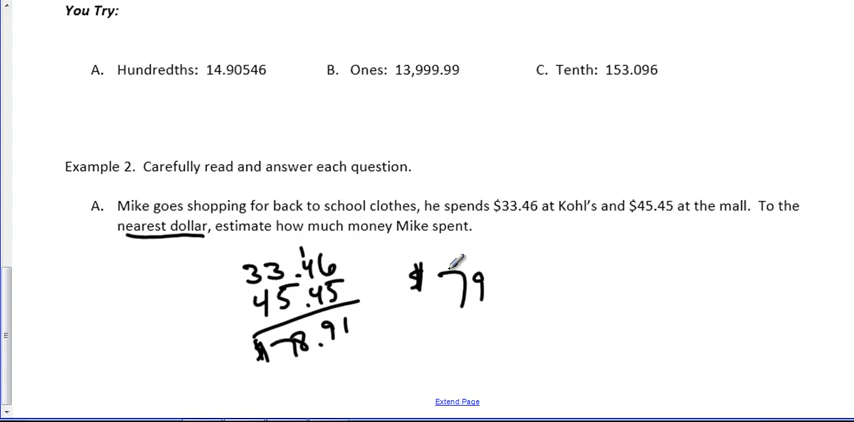 You Try:
A. Hundredths: 14.90546 B. Ones: 13,999.99 C. Tenth: 153.096
Example 2. Carefully read and answer each question.
A. Mike goes shopping for back to school clothes, he spends $33.46 at Kohl's and $45.45 at the mall. To the
nearest dollar, estimate how much money Mike spent.
1
33.46
45.45
$78.91
$79
Extend Page